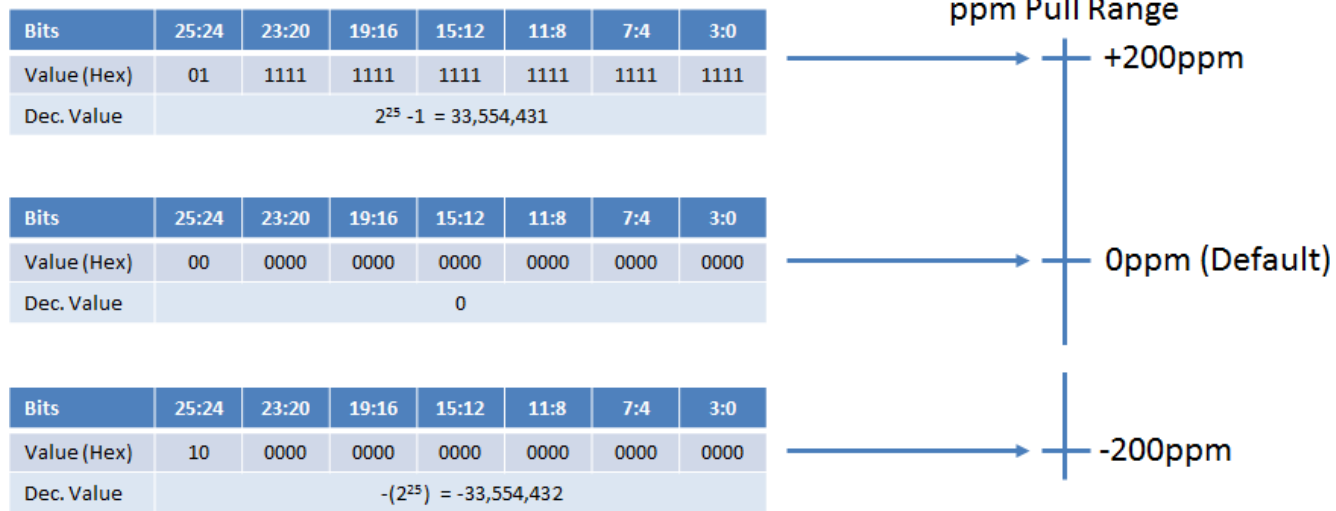 ppm Pull Range
Bits 25:24 23:20 19:16 15:12 11:8 7:4 3:0
Value (Hex) 01 1111 1111 1111 1111 1111 1111
Dec. Value 2²⁵ -1 = 33,554,431
+200ppm
Bits 25:24 23:20 19:16 15:12 11:8 7:4 3:0
Value (Hex) 00 0000 0000 0000 0000 0000 0000
Dec. Value 0
0ppm (Default)
Bits 25:24 23:20 19:16 15:12 11:8 7:4 3:0
Value (Hex) 10 0000 0000 0000 0000 0000 0000
Dec. Value -(2²⁵) = -33,554,432
-200ppm